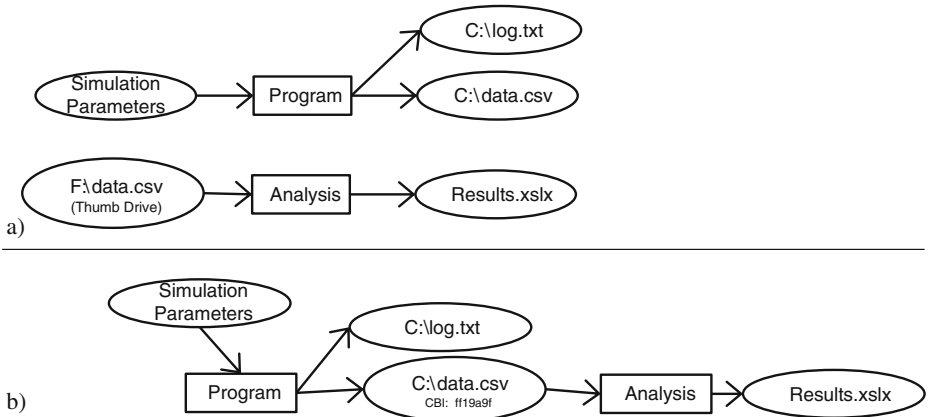 C:\log.txt
Simulation
Parameters
Program
C:\data.csv
F\data.csv
(Thumb Drive)
Analysis
Results.xslx
a)
Simulation
Parameters
C:\log.txt
b)
Program
C:\data.csv
CBI: ff19a9f
Analysis
Results.xslx